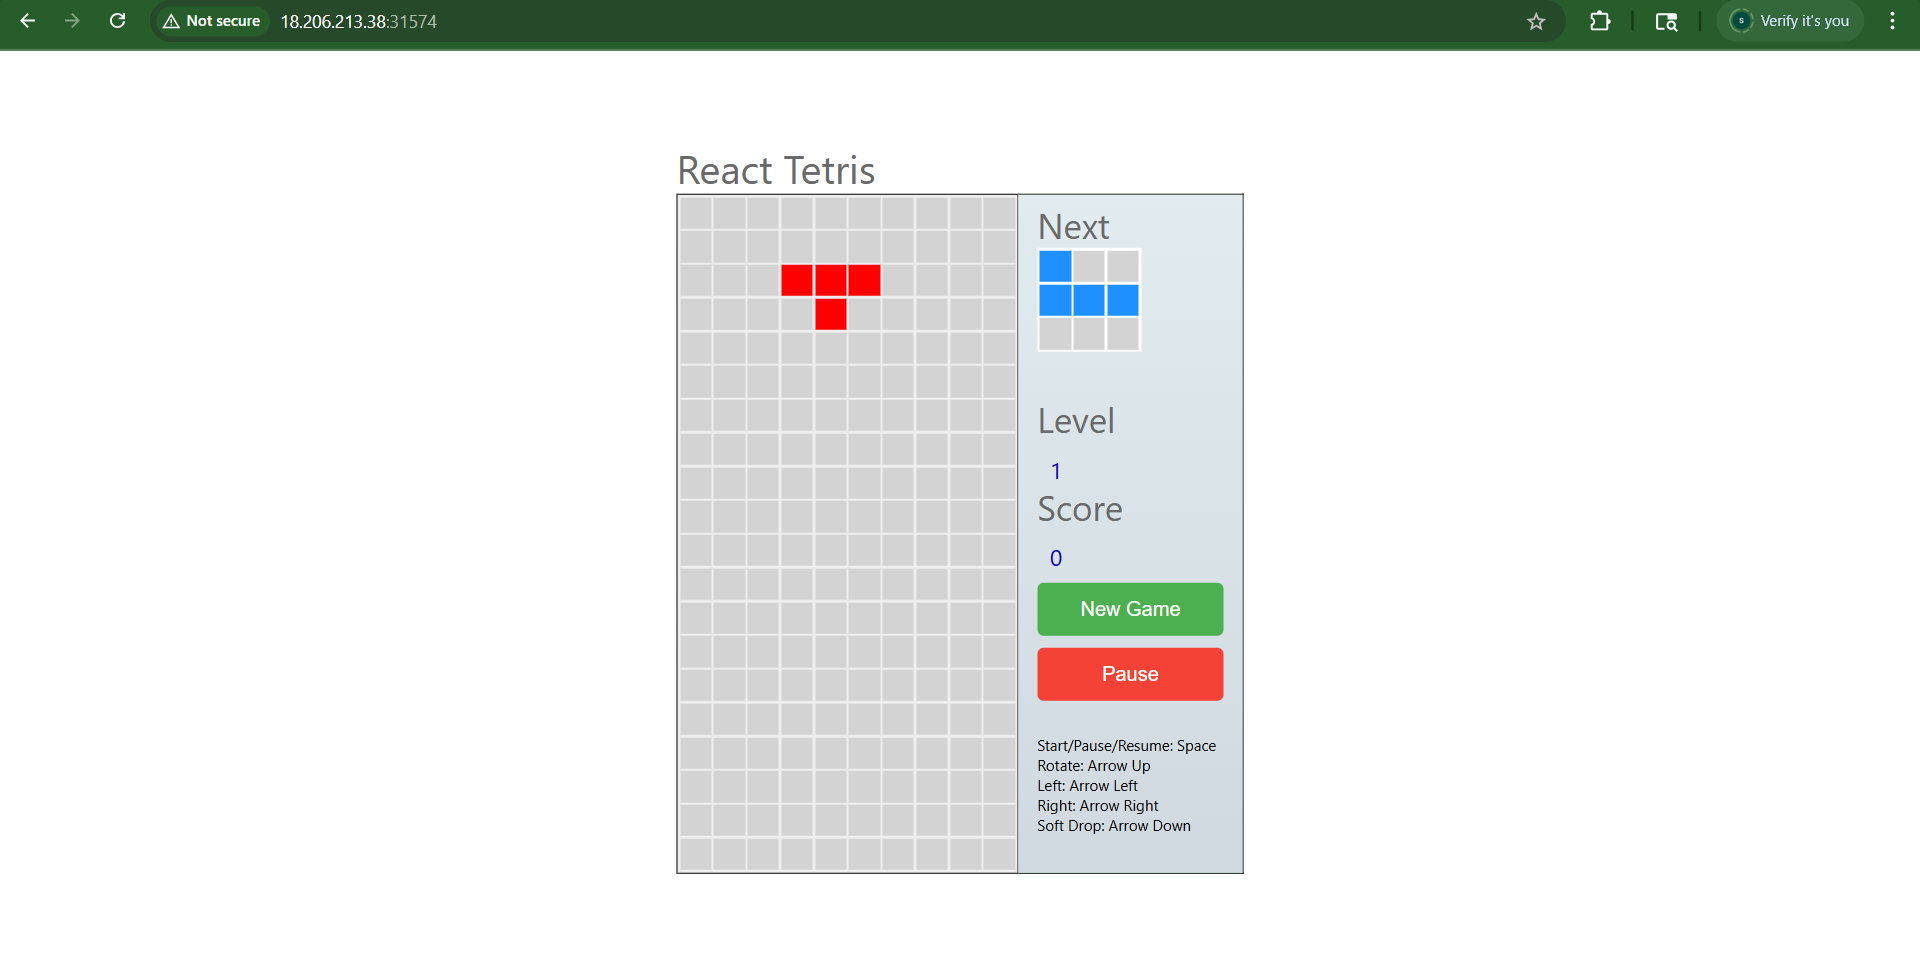 Not secure 18.206.213.38:31574 s Verify it's you
React Tetris
Next
Level
1
Score
0
New Game
Pause
Start/Pause/Resume: Space
Rotate: Arrow Up
Left: Arrow Left
Right: Arrow Right
Soft Drop: Arrow Down